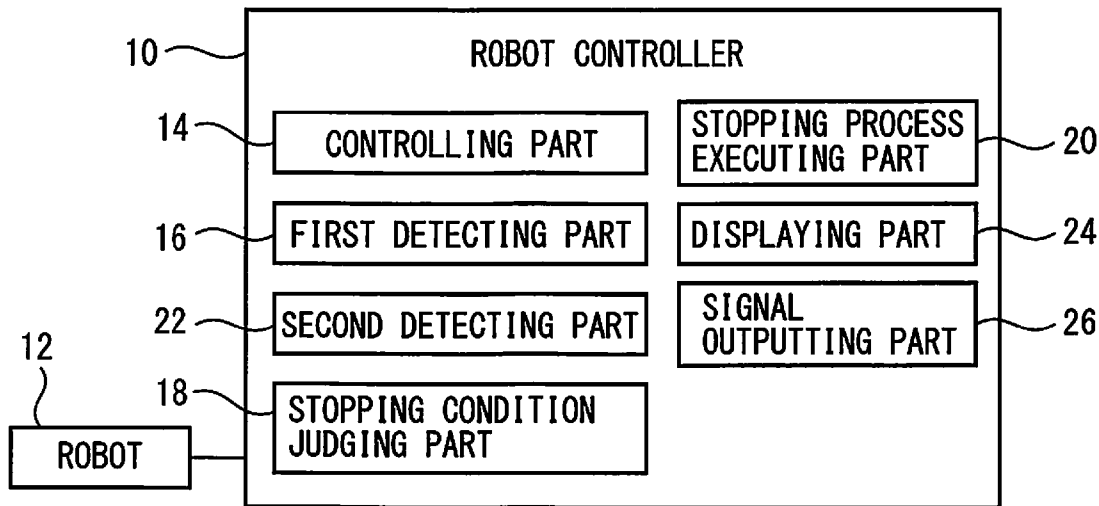 10
ROBOT CONTROLLER
14
CONTROLLING PART
STOPPING PROCESS
EXECUTING PART
20
16
FIRST DETECTING PART
DISPLAYING PART
24
22
SECOND DETECTING PART
SIGNAL
OUTPUTTING PART
26
18
STOPPING CONDITION
JUDGING PART
12
ROBOT